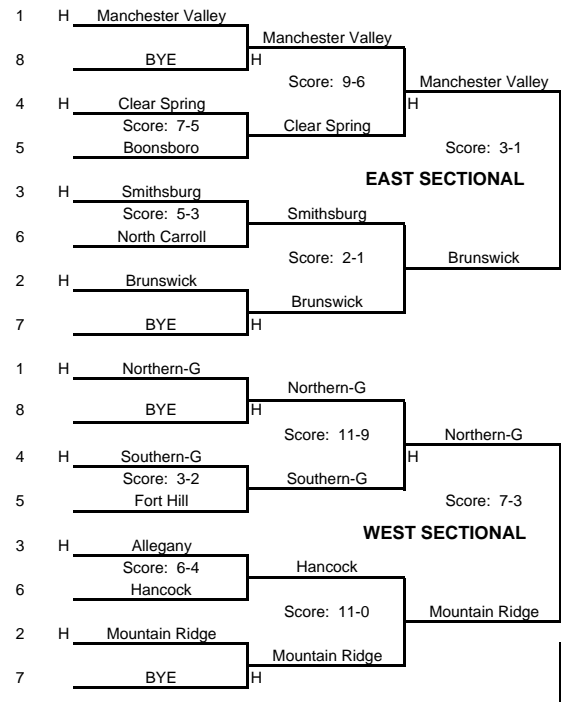 1 H Manchester Valley
Manchester Valley
8 BYE H
Score: 9-6 Manchester Valley
4 H Clear Spring H
Score: 7-5 Clear Spring
5 Boonsboro Score: 3-1
EAST SECTIONAL
3 H Smithsburg
Score: 5-3 Smithsburg
6 North Carroll
Score: 2-1 Brunswick
2 H Brunswick
Brunswick
7 BYE H
1 H Northern-G
Northern-G
8 BYE H
Score: 11-9 Northern-G
4 H Southern-G H
Score: 3-2 Southern-G
5 Fort Hill Score: 7-3
WEST SECTIONAL
3 H Allegany
Score: 6-4 Hancock
6 Hancock
Score: 11-0 Mountain Ridge
2 H Mountain Ridge
Mountain Ridge
7 BYE H